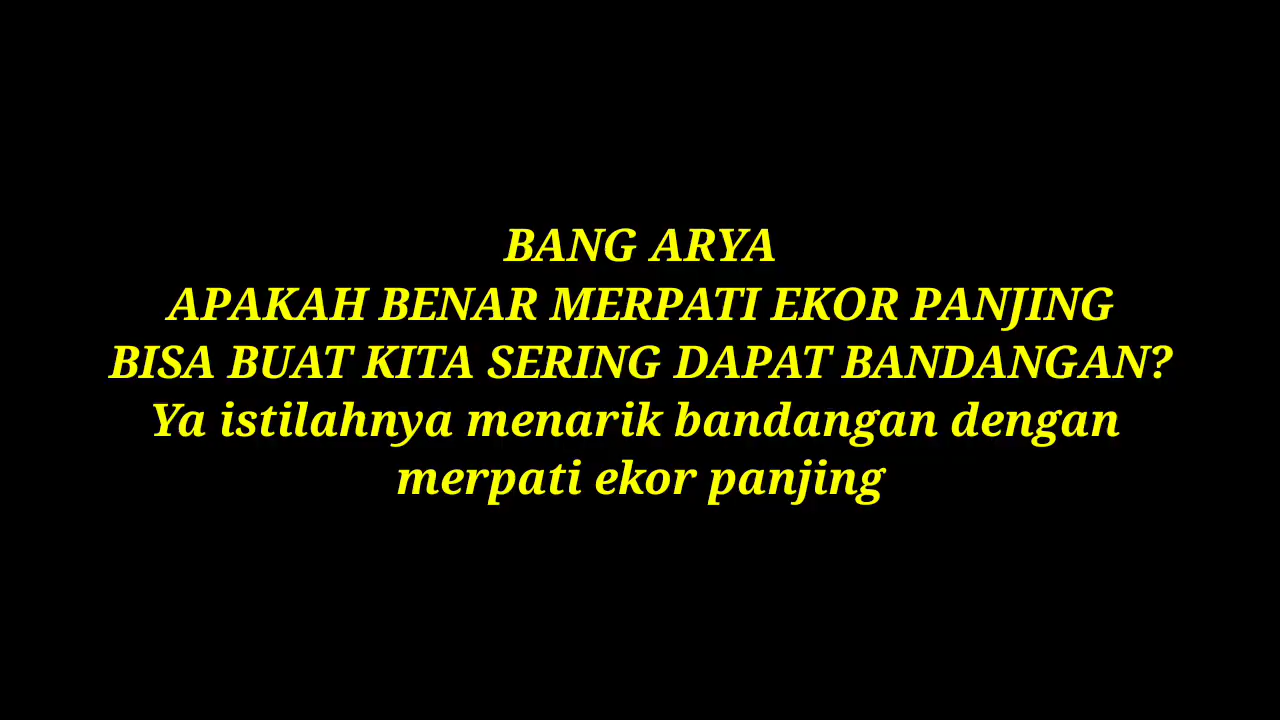 BANG ARYA
APAKAH BENAR MERPATI EKOR PANJING
BISA BUAT KITA SERING DAPAT BANDANGAN?
Ya istilahnya menarik bandangan dengan
merpati ekor panjing